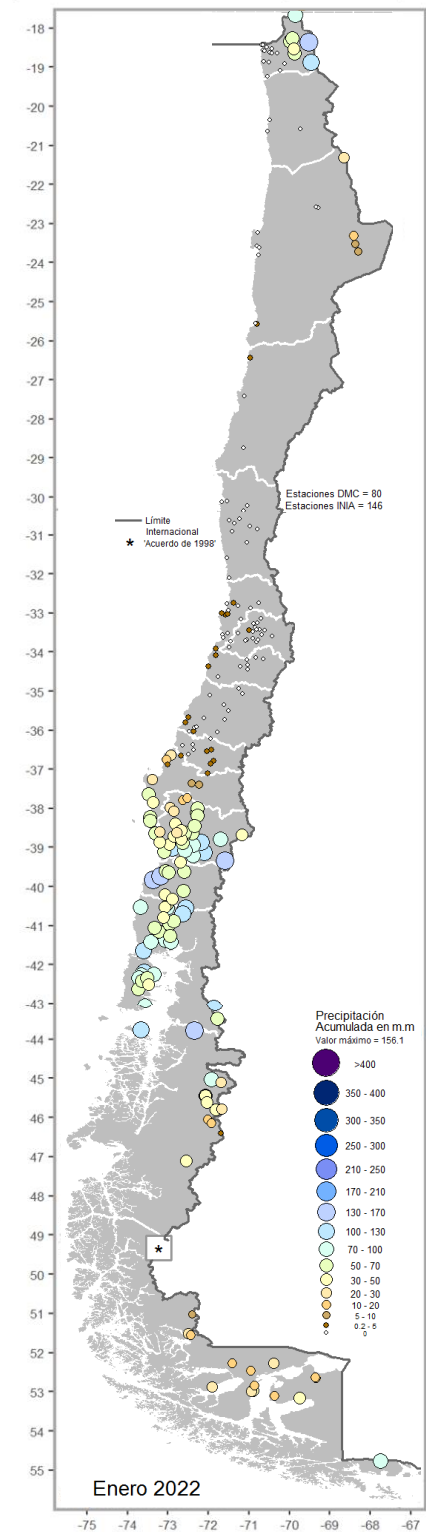 -18
-19
-20
-21
-22
-23
-24
-25
-26
-27
-28
-29
-30
-31
-32
-33
-34
-35
-36
-37
-38
-39
-40
-41
-42
-43
-44
-45
-46
-47
-48
-49
-50
-51
-52
-53
-54
-55
Estaciones DMC = 80
Estaciones INIA = 146
Límite
Internacional
* 'Acuerdo de 1998'
*
Precipitación
Acumulada en m.m
Valor máximo = 156.1
>400
350 - 400
300 - 350
250 - 300
210 - 250
170 - 210
130 - 170
100 - 130
70 - 100
50 - 70
30 - 50
20 - 30
10 - 20
5 - 10
0.2 - 5
0
Enero 2022
-75 -74 -73 -72 -71 -70 -69 -68 -67